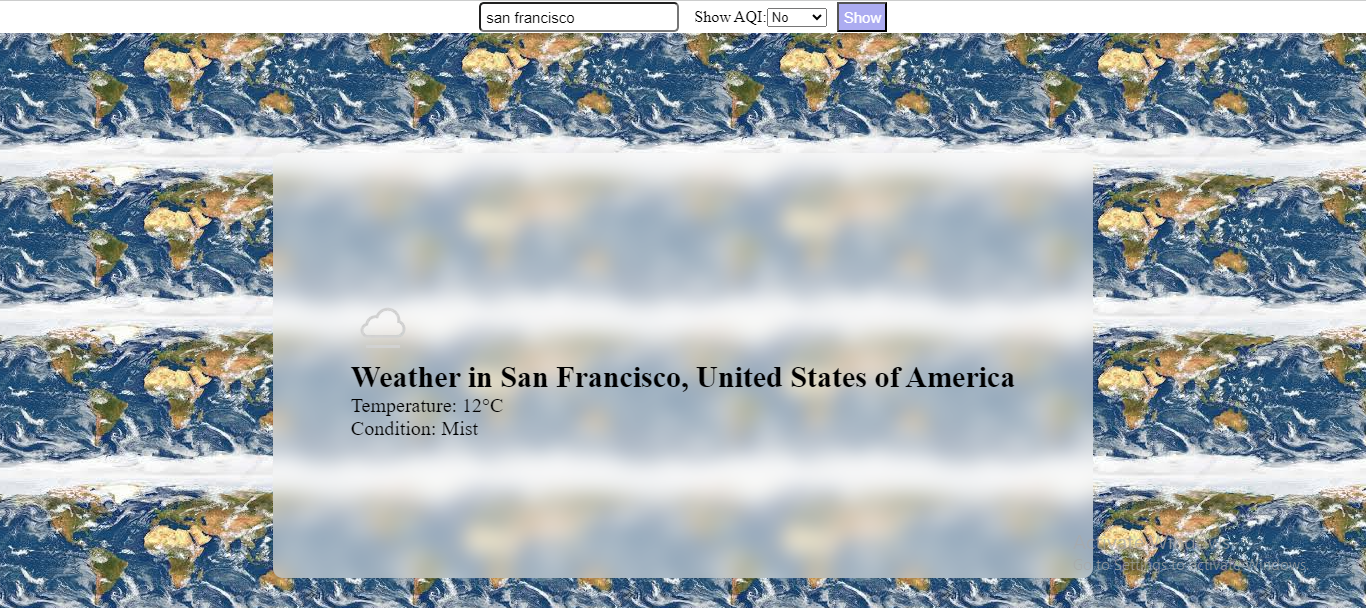 san francisco Show AQI: No Show
Weather in San Francisco, United States of America
Temperature: 12°C
Condition: Mist
to Settings to activate Windows.